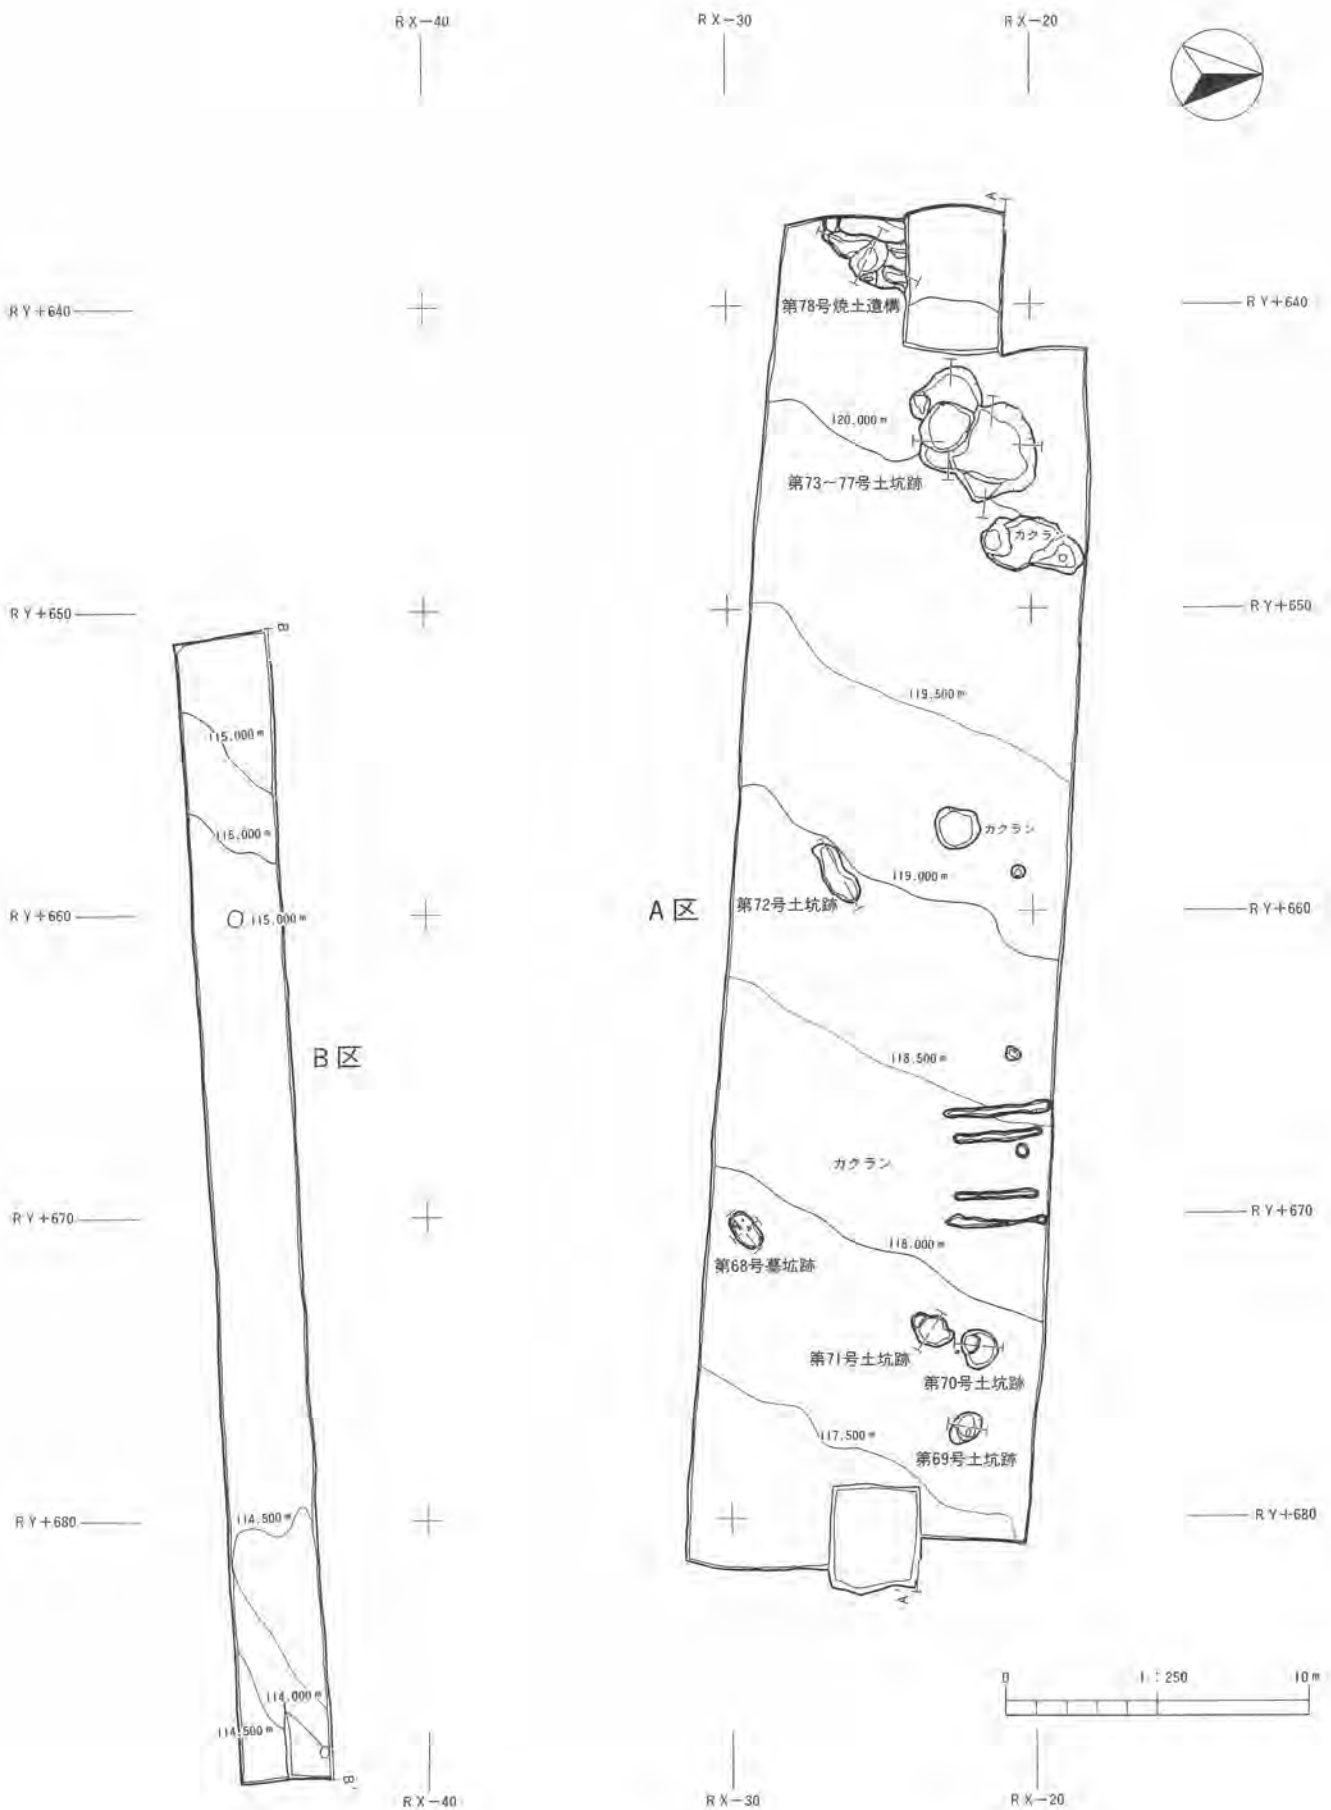 RX-40
RX-30
RX-20
A
第78号焼土遺構
RY+640
RY+640
120.000m
第73~77号土坑跡
カクラン
RY+650
RY+650
B
119.500m
115.000m
115.000m
カクラン
119.000m
第72号土坑跡
RY+660
115.000m
A区
RY+660
B区
118.500m
カクラン
RY+670
RY+670
118.000m
第68号墓拡跡
第71号土坑跡
第70号土坑跡
117.500m
第69号土坑跡
RY+680
114.500m
RY+680
A'
0 1:250 10m
114.000m
114.500m
B'
RX-40
RX-30
RX-20